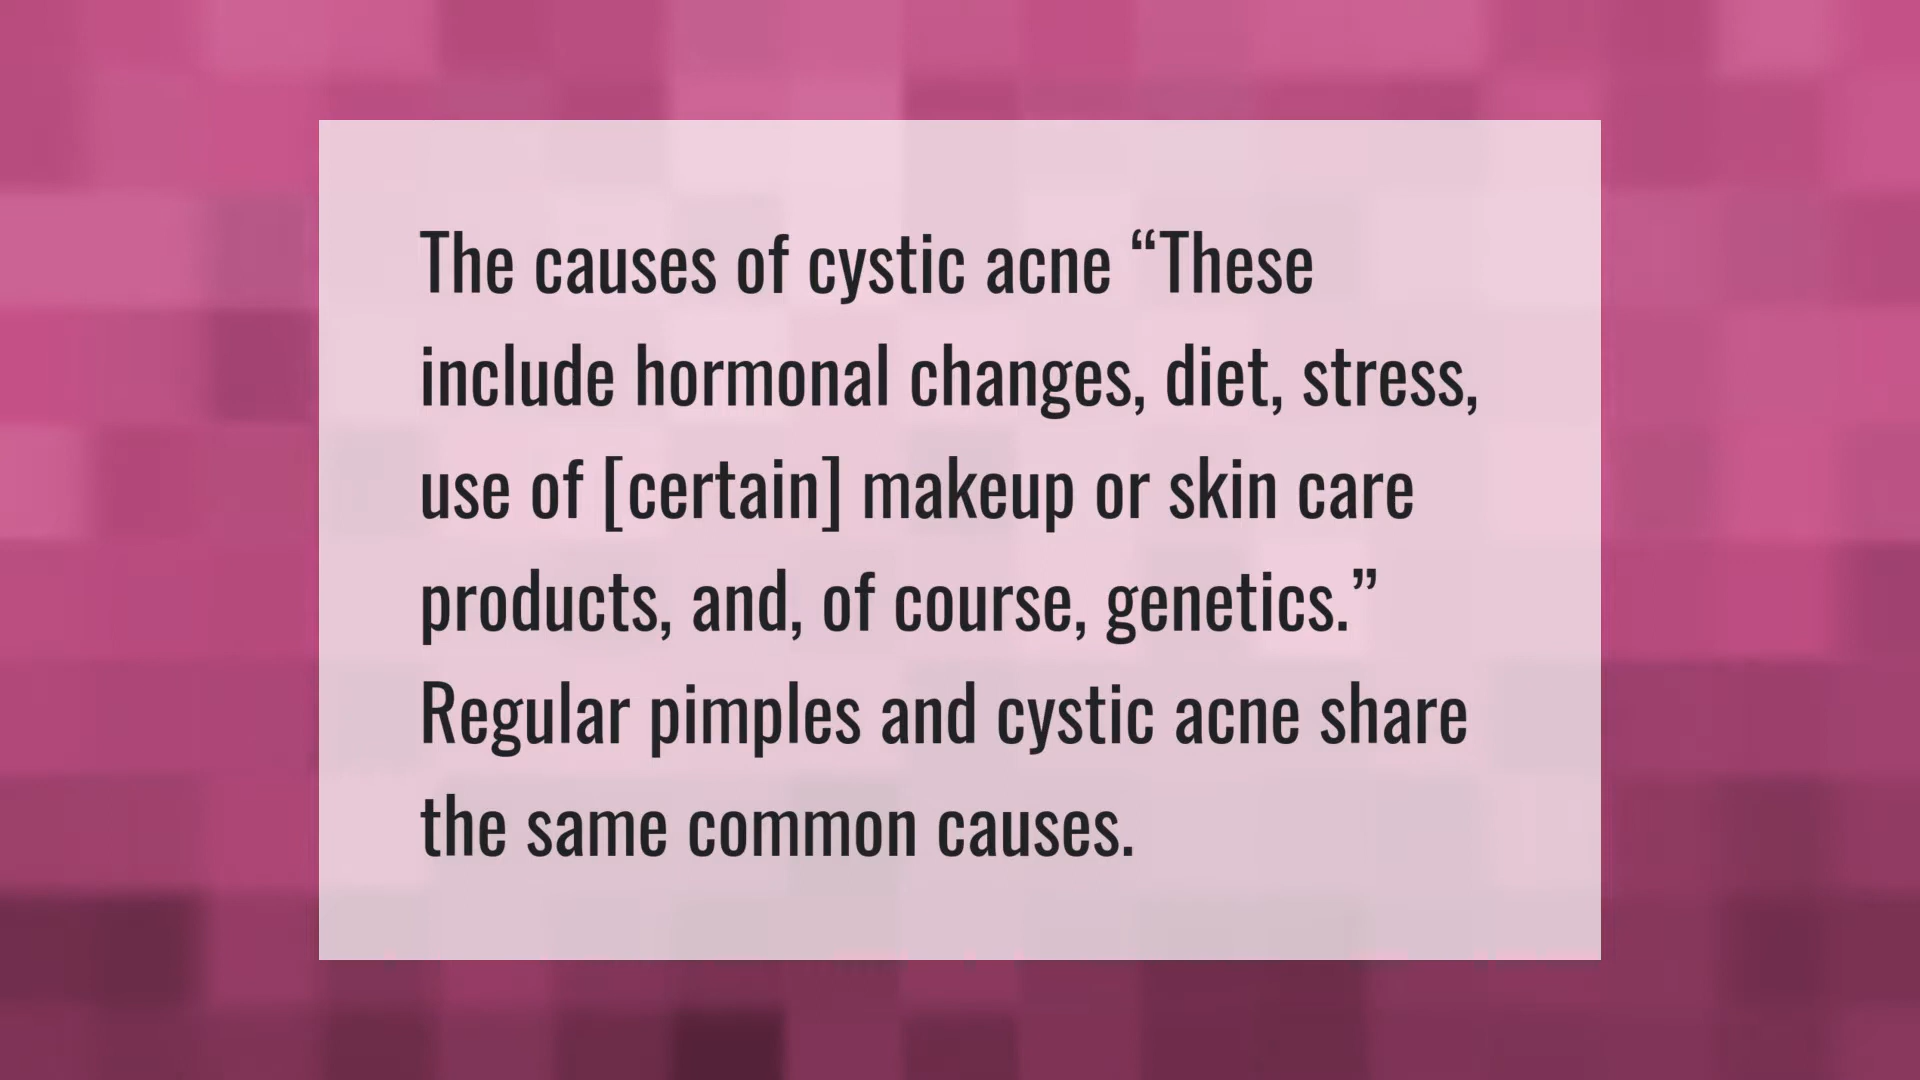 The causes of cystic acne “These
include hormonal changes, diet, stress,
use of [certain] makeup or skin care
products, and, of course, genetics.”
Regular pimples and cystic acne share
the same common causes.